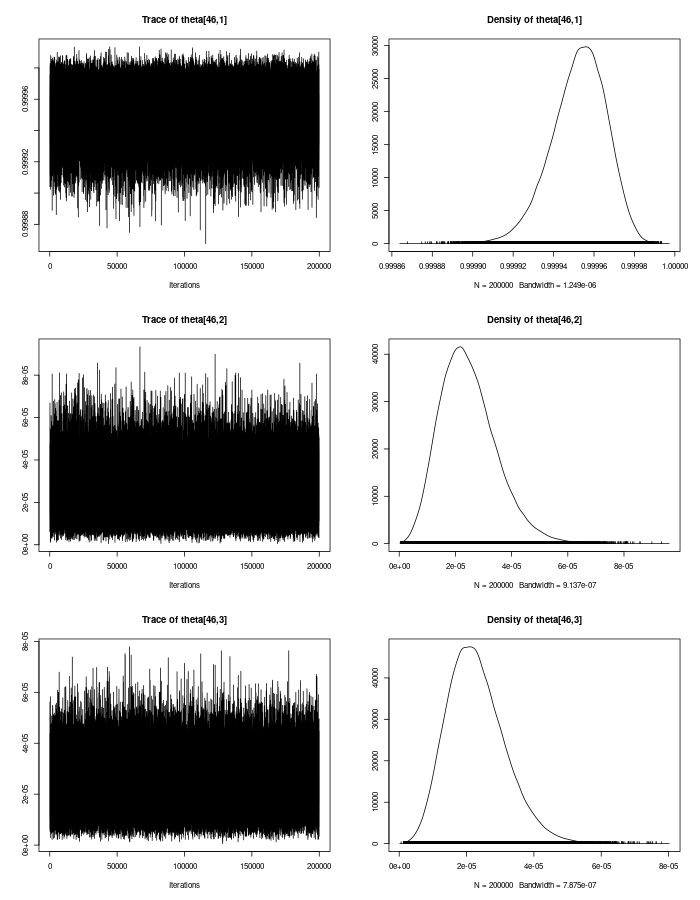 Trace of theta[46,1]
0.99988 0.99992 0.99996
0 50000 100000 150000 200000
Iterations
Density of theta[46,1]
0 5000 10000 15000 20000 25000 30000
0.99986 0.99988 0.99990 0.99992 0.99994 0.99996 0.99998 1.00000
N = 200000 Bandwidth = 1.249e-06
Trace of theta[46,2]
0e+00 2e-05 4e-05 6e-05 8e-05
0 50000 100000 150000 200000
Iterations
Density of theta[46,2]
0 10000 20000 30000 40000
0e+00 2e-05 4e-05 6e-05 8e-05
N = 200000 Bandwidth = 9.137e-07
Trace of theta[46,3]
0e+00 2e-05 4e-05 6e-05 8e-05
0 50000 100000 150000 200000
Iterations
Density of theta[46,3]
0 10000 20000 30000 40000
0e+00 2e-05 4e-05 6e-05 8e-05
N = 200000 Bandwidth = 7.875e-07